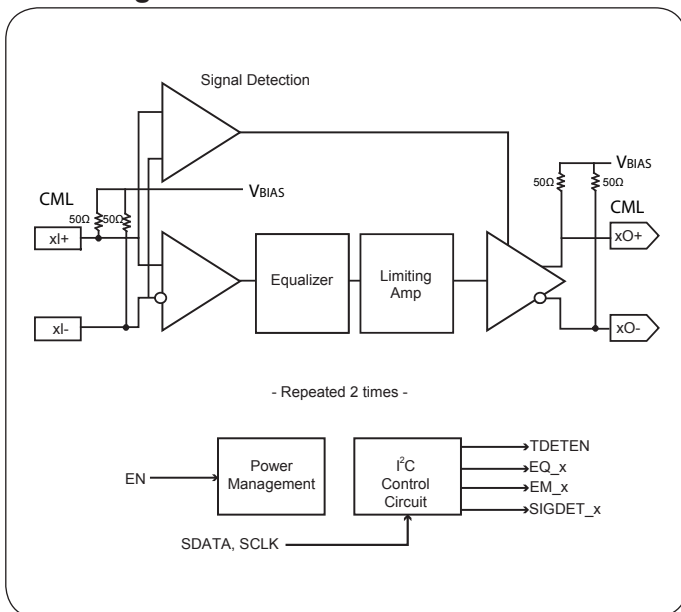 Signal Detection
VBIAS
50Ω
50Ω
CML
xO+
xO-
CML
50Ω
50Ω
VBIAS
xI+
xI-
Equalizer
Limiting
Amp
- Repeated 2 times -
EN
Power
Management
I²C
Control
Circuit
TDETEN
EQ_x
EM_x
SIGDET_x
SDATA, SCLK